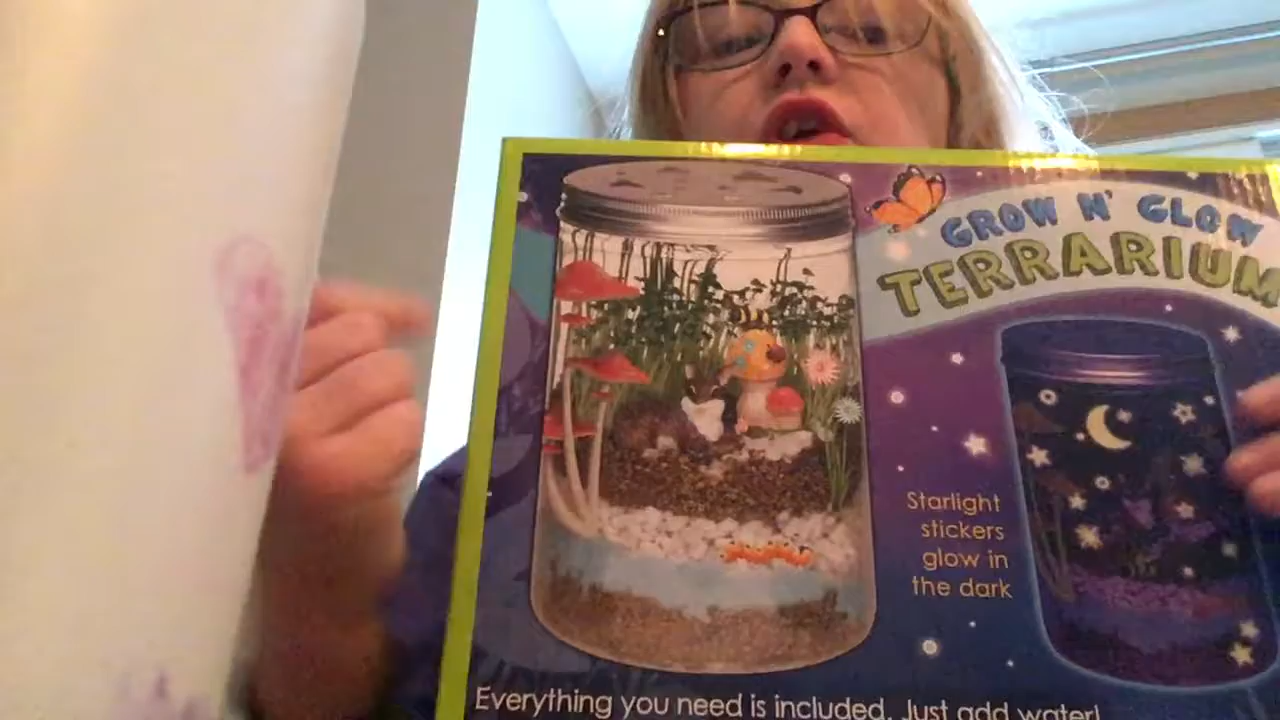 GROW N' GLOW
TERRARIUM
Starlight
stickers
glow in
the dark
Everything you need is included. Just add water!